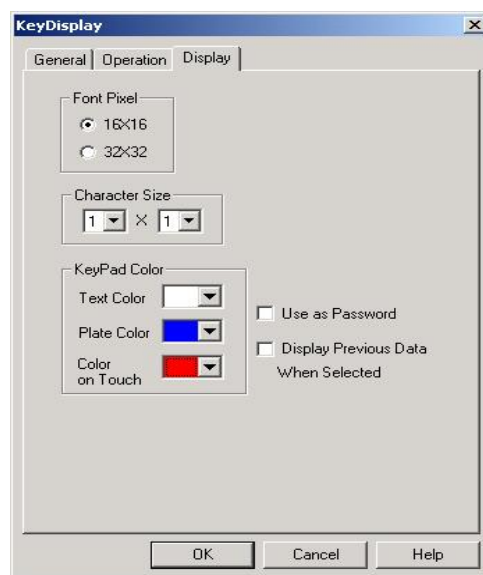 KeyDisplay
General Operation Display
Font Pixel
16X16
32X32
Character Size
1 X 1
KeyPad Color
Text Color
Plate Color
Color
on Touch
Use as Password
Display Previous Data
When Selected
OK Cancel Help